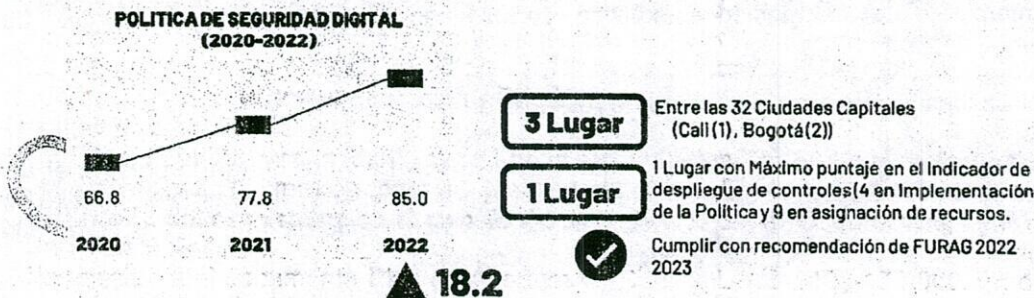 POLITICA DE SEGURIDAD DIGITAL
(2020-2022)
66.8 77.8 85.0
2020 2021 2022
18.2
3 Lugar
Entre las 32 Ciudades Capitales
(Cali(1), Bogotá(2))
1 Lugar
1 Lugar con Máximo puntaje en el Indicador de
despliegue de controles(4 en Implementación
de la Política y 9 en asignación de recursos.
Cumplir con recomendación de FURAG 2022
2023